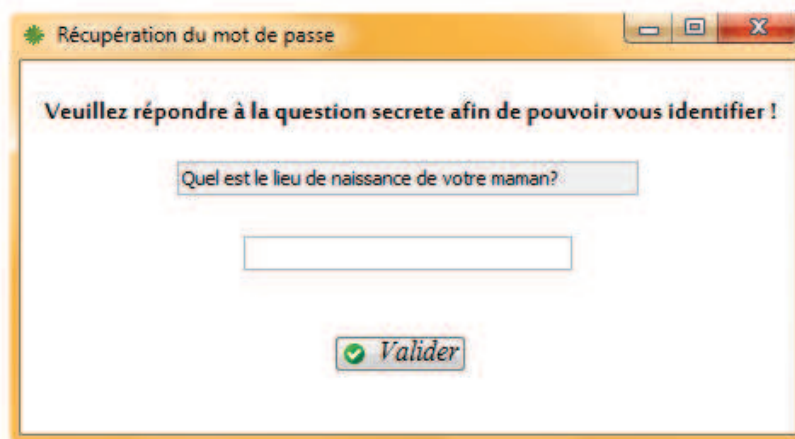 Récupération du mot de passe
Veuillez répondre à la question secrete afin de pouvoir vous identifier !
Quel est le lieu de naissance de votre maman?
Valider